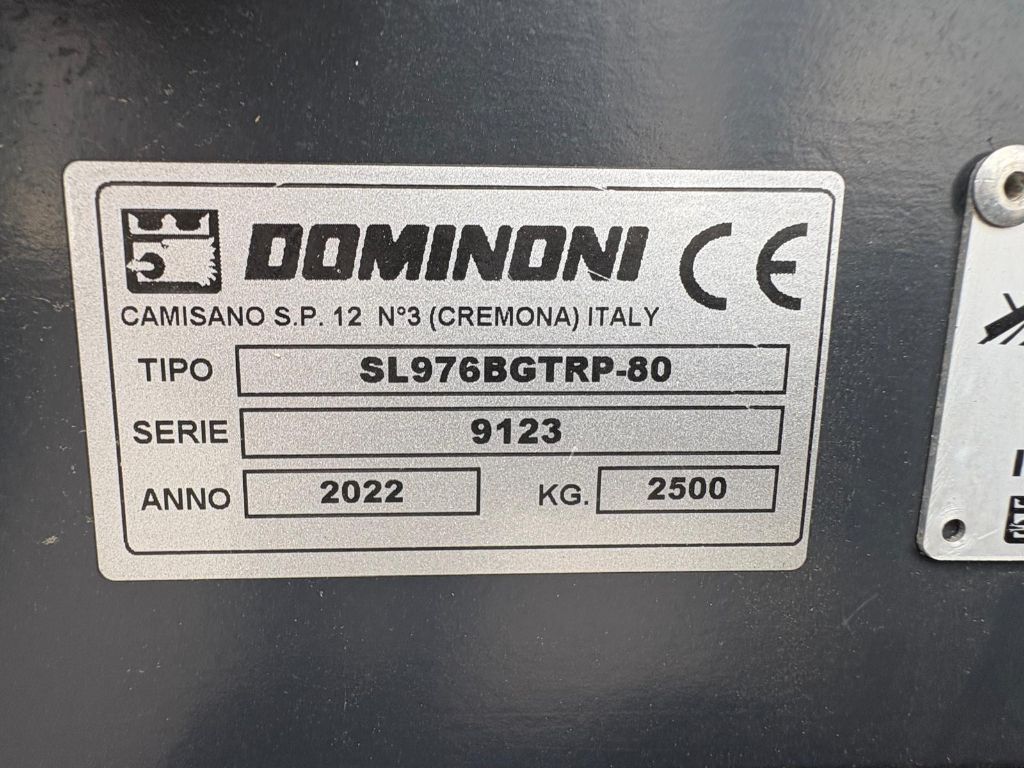 DOMINONI CE
CAMISANO S.P. 12 N°3 (CREMONA) ITALY
TIPO SL976BGTRP-80
SERIE 9123
ANNO 2022 KG. 2500